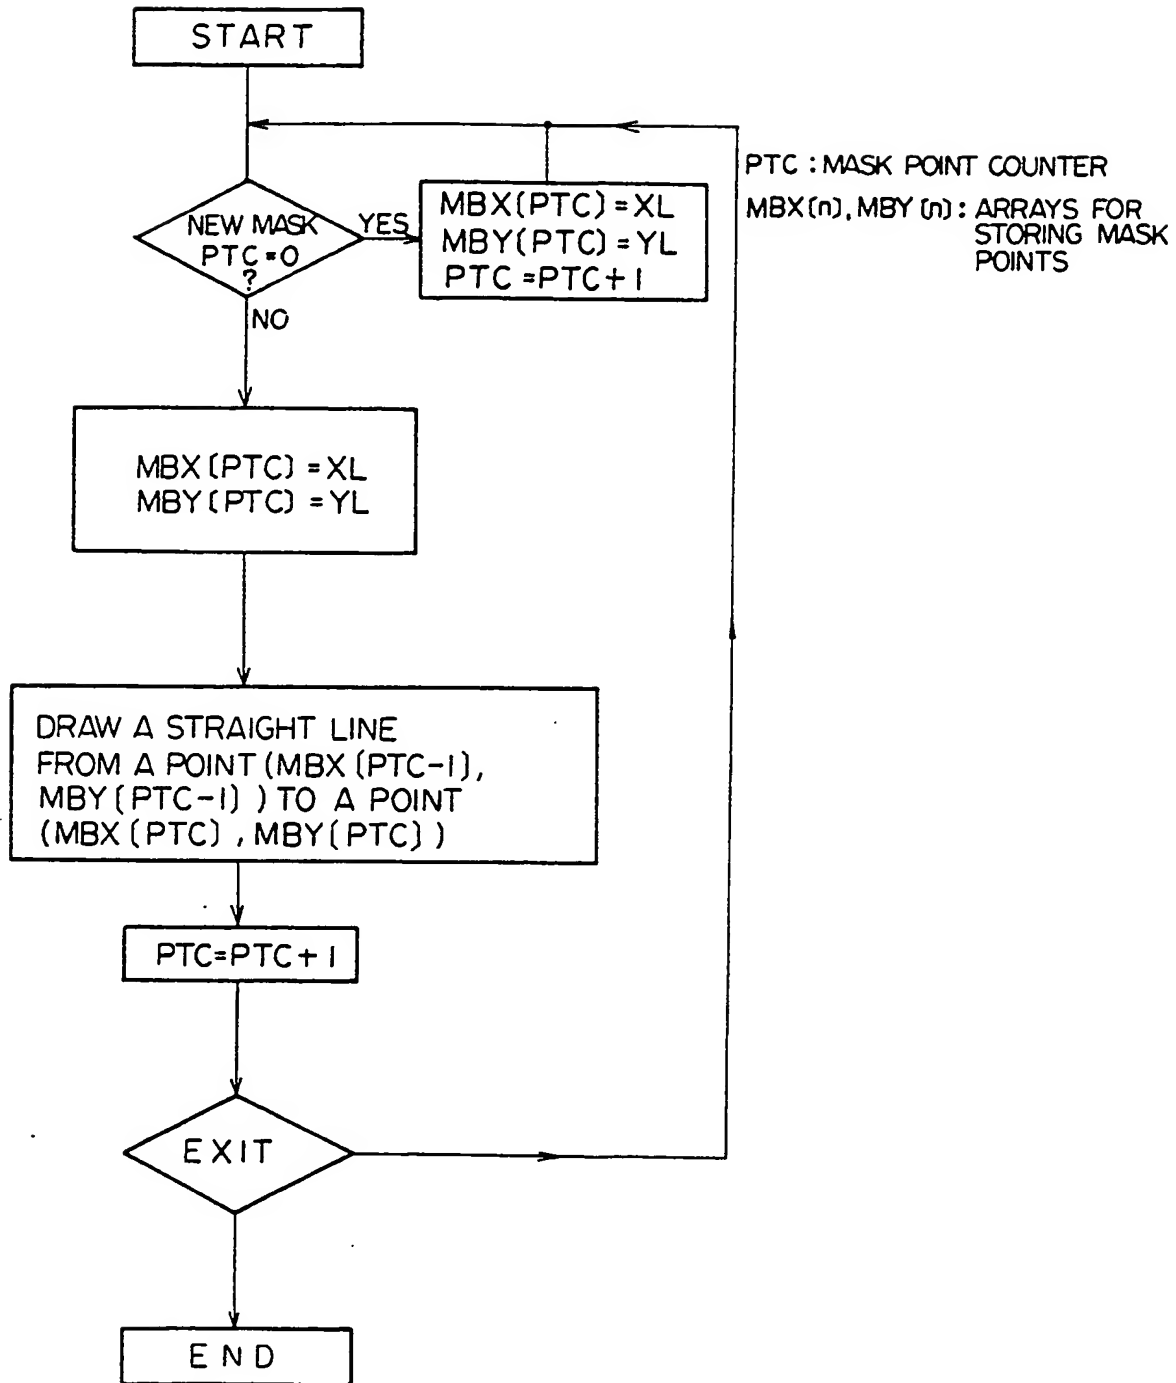 START
NEW MASK
PTC=0
?
YES
NO
MBX(PTC)=XL
MBY(PTC)=YL
PTC=PTC+1
PTC : MASK POINT COUNTER
MBX(n), MBY(n) : ARRAYS FOR
STORING MASK
POINTS
MBX(PTC) = XL
MBY(PTC) = YL
DRAW A STRAIGHT LINE
FROM A POINT (MBX(PTC-1),
MBY(PTC-1) ) TO A POINT
(MBX(PTC) , MBY(PTC) )
PTC=PTC+1
EXIT
END